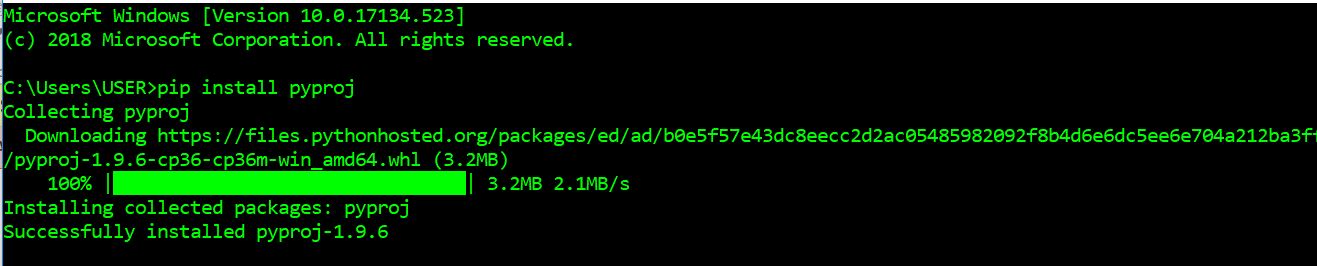 Microsoft Windows [Version 10.0.17134.523]
(c) 2018 Microsoft Corporation. All rights reserved.
C:\Users\USER>pip install pyproj
Collecting pyproj
Downloading https://files.pythonhosted.org/packages/ed/ad/b0e5f57e43dc8eecc2d2ac05485982092f8b4d6e6dc5ee6e704a212ba3f
/pyproj-1.9.6-cp36-cp36m-win_amd64.whl (3.2MB)
100% |████████████████████████████████| 3.2MB 2.1MB/s
Installing collected packages: pyproj
Successfully installed pyproj-1.9.6